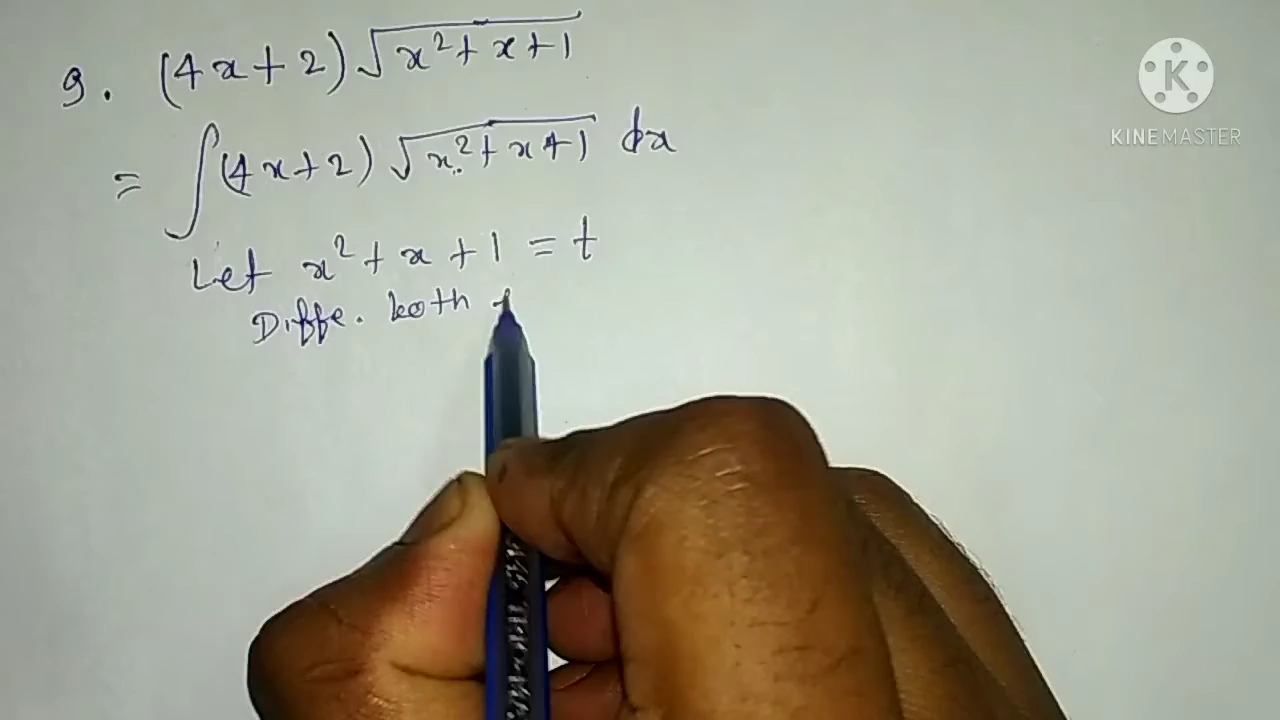 9. (4x+2)√(x²+x+1)
= ∫(4x+2)√(x²+x+1) dx
Let x²+x+1 = t
Diffe. both
K
KINEMASTER